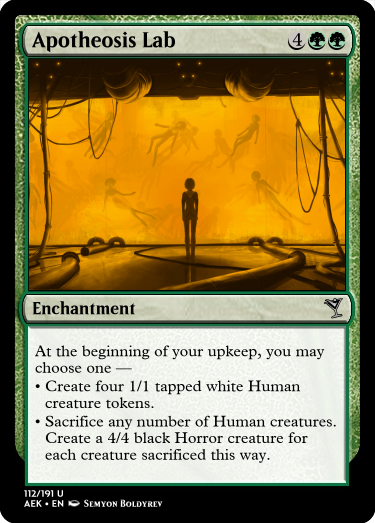 Apotheosis Lab 4
Enchantment
At the beginning of your upkeep, you may
choose one —
• Create four 1/1 tapped white Human
creature tokens.
• Sacrifice any number of Human creatures.
Create a 4/4 black Horror creature for
each creature sacrificed this way.
112/191 U
AEK • EN Semyon Boldyrev